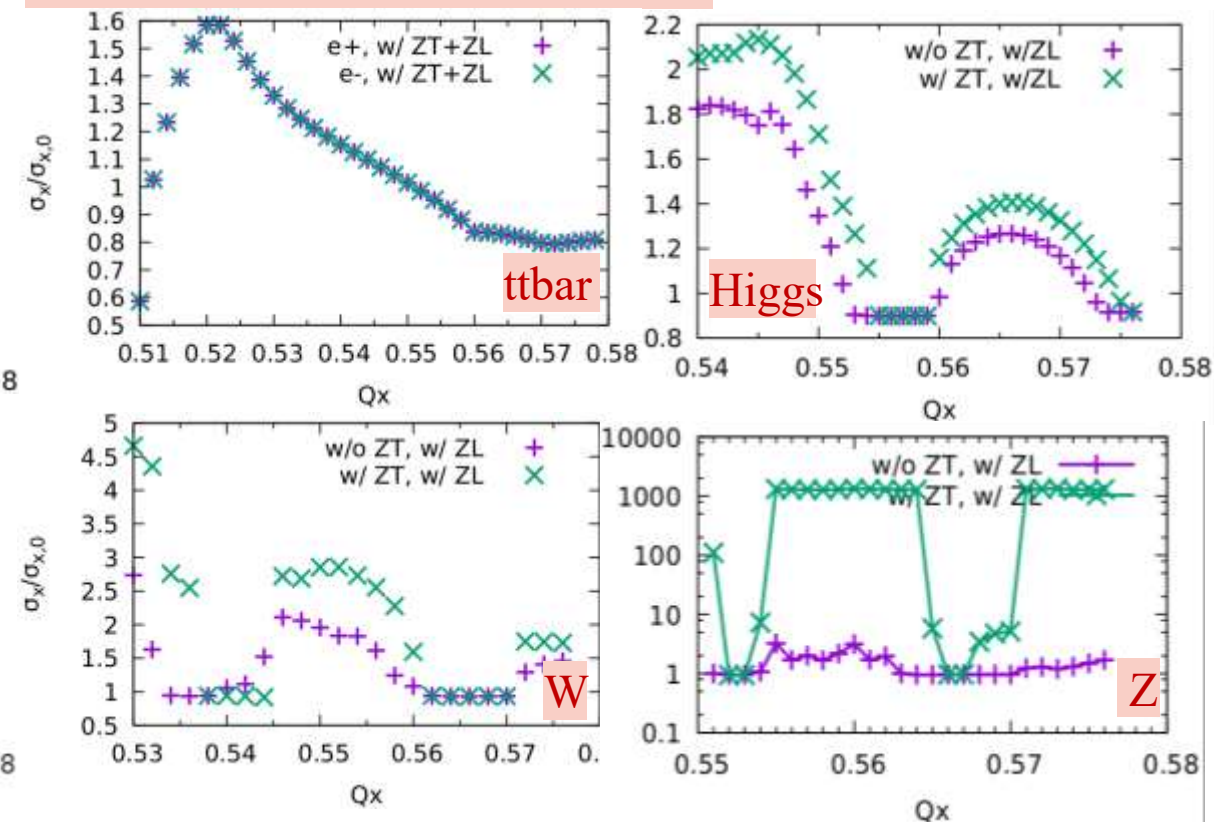 1.6
1.5
1.4
1.3
1.2
1.1
1
0.9
0.8
0.7
0.6
0.5
σx/σx,0
e+, w/ ZT+ZL
e-, w/ ZT+ZL
ttbar
0.51 0.52 0.53 0.54 0.55 0.56 0.57 0.58
Qx
8
2.2
2
1.8
1.6
1.4
1.2
1
0.8
w/o ZT, w/ZL
w/ ZT, w/ZL
Higgs
0.54 0.55 0.56 0.57 0.58
Qx
5
4.5
4
3.5
3
2.5
2
1.5
1
0.5
σx/σx,0
w/o ZT, w/ ZL
w/ ZT, w/ ZL
W
0.53 0.54 0.55 0.56 0.57 0.
Qx
8
10000
1000
100
10
1
0.1
w/o ZT, w/ ZL
w/ ZT, w/ ZL
Z
0.55 0.56 0.57 0.58
Qx